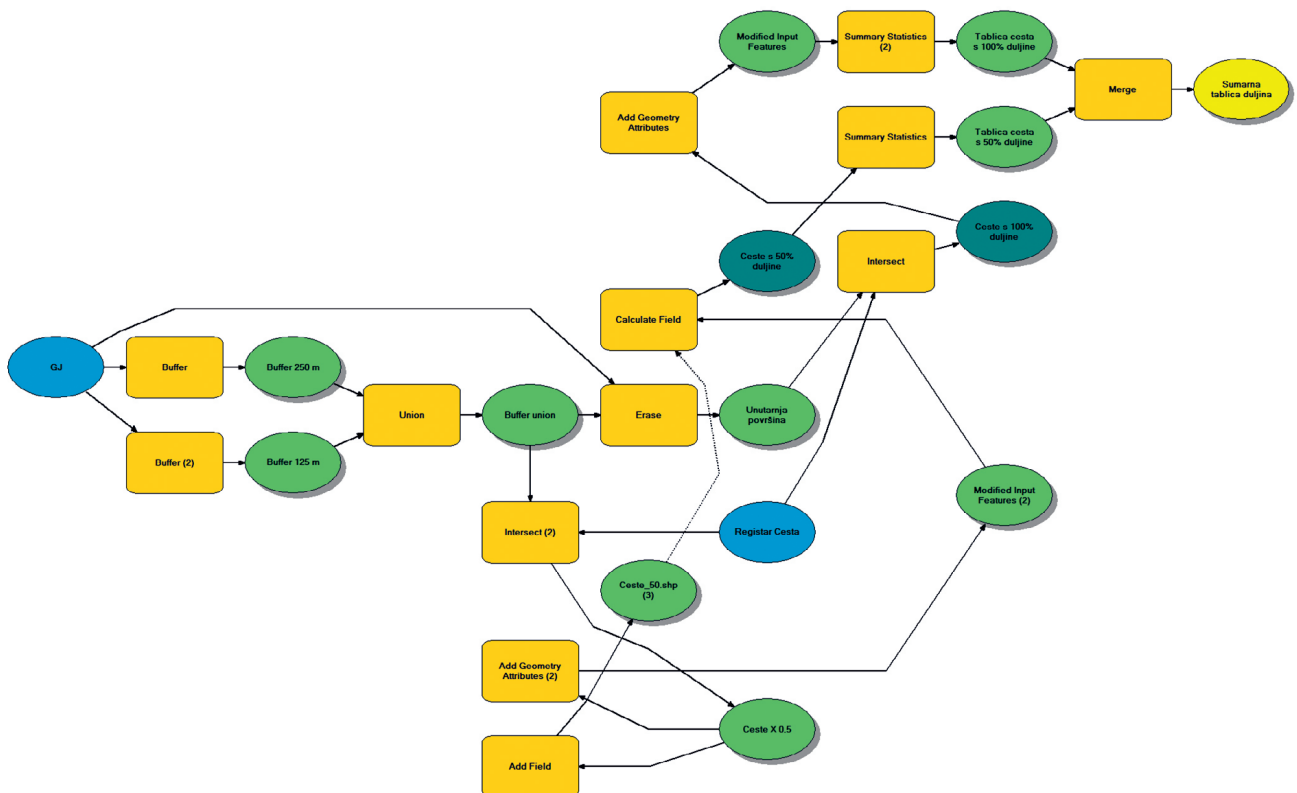 Modified Input
Features
Summary Statistics
(2)
Tablica cesta
s 100% duljine
Merge
Sumarna
tablica duljina
Add Geometry
Attributes
Summary Statistics
Tablica cesta
s 50% duljine
Ceste s 50%
duljine
Intersect
Ceste s 100%
duljine
Calculate Field
GJ
Buffer
Buffer 250 m
Union
Buffer union
Erase
Unutarnja
površina
Buffer (2)
Buffer 125 m
Intersect (2)
Registar Cesta
Modified Input
Features (2)
Ceste_50.shp
(3)
Add Geometry
Attributes (2)
Ceste X 0.5
Add Field